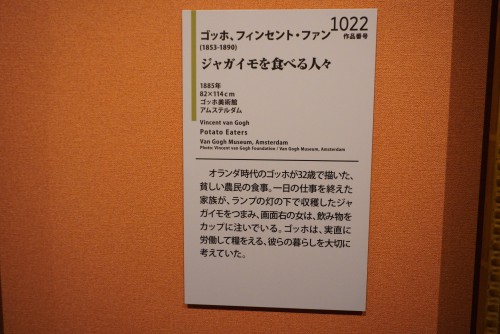 ゴッホ、フィンセント・ファン 1022
(1853-1890) 作品番号
ジャガイモを食べる人々
1885年
82×114cm
ゴッホ美術館
アムステルダム
Vincent van Gogh
Potato Eaters
Van Gogh Museum, Amsterdam
Photo: Vincent van Gogh Foundation / Van Gogh Museum, Amsterdam
オランダ時代のゴッホが32歳で描いた、
貧しい農民の食事。一日の仕事を終えた
家族が、ランプの灯の下で収穫したジャ
ガイモをつまみ、画面右の女は、飲み物を
カップに注いでいる。ゴッホは、実直に
労働して糧をえる、彼らの暮らしを大切に
考えていた。